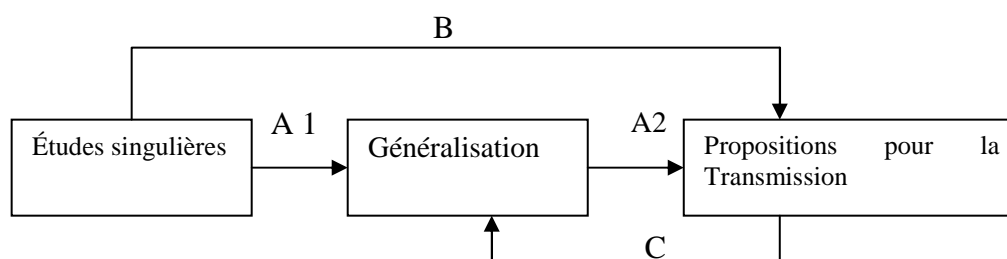 B
A 1
A2
Études singulières
Généralisation
Propositions pour la
Transmission
C